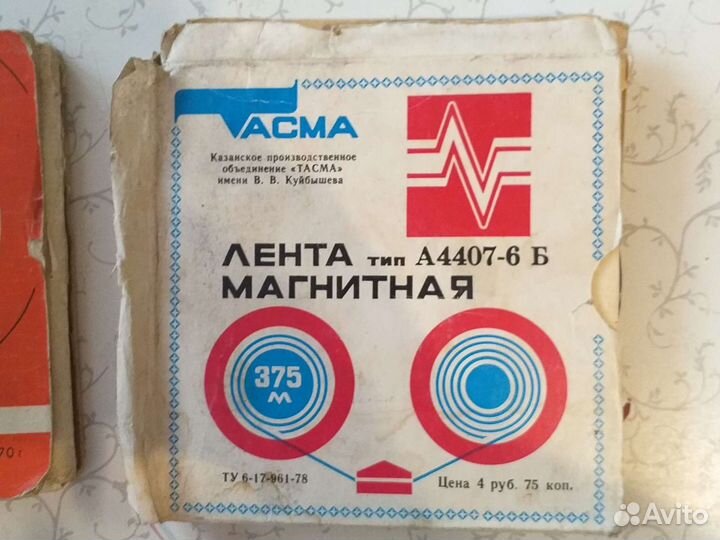 ТАСМА
Казанское производственное
объединение «ТАСМА»
имени В. В. Куйбышева
ЛЕНТА тип А4407-6 Б
МАГНИТНАЯ
375
м
ТУ 6-17-961-78
Цена 4 руб. 75 коп.
70 г
Avito